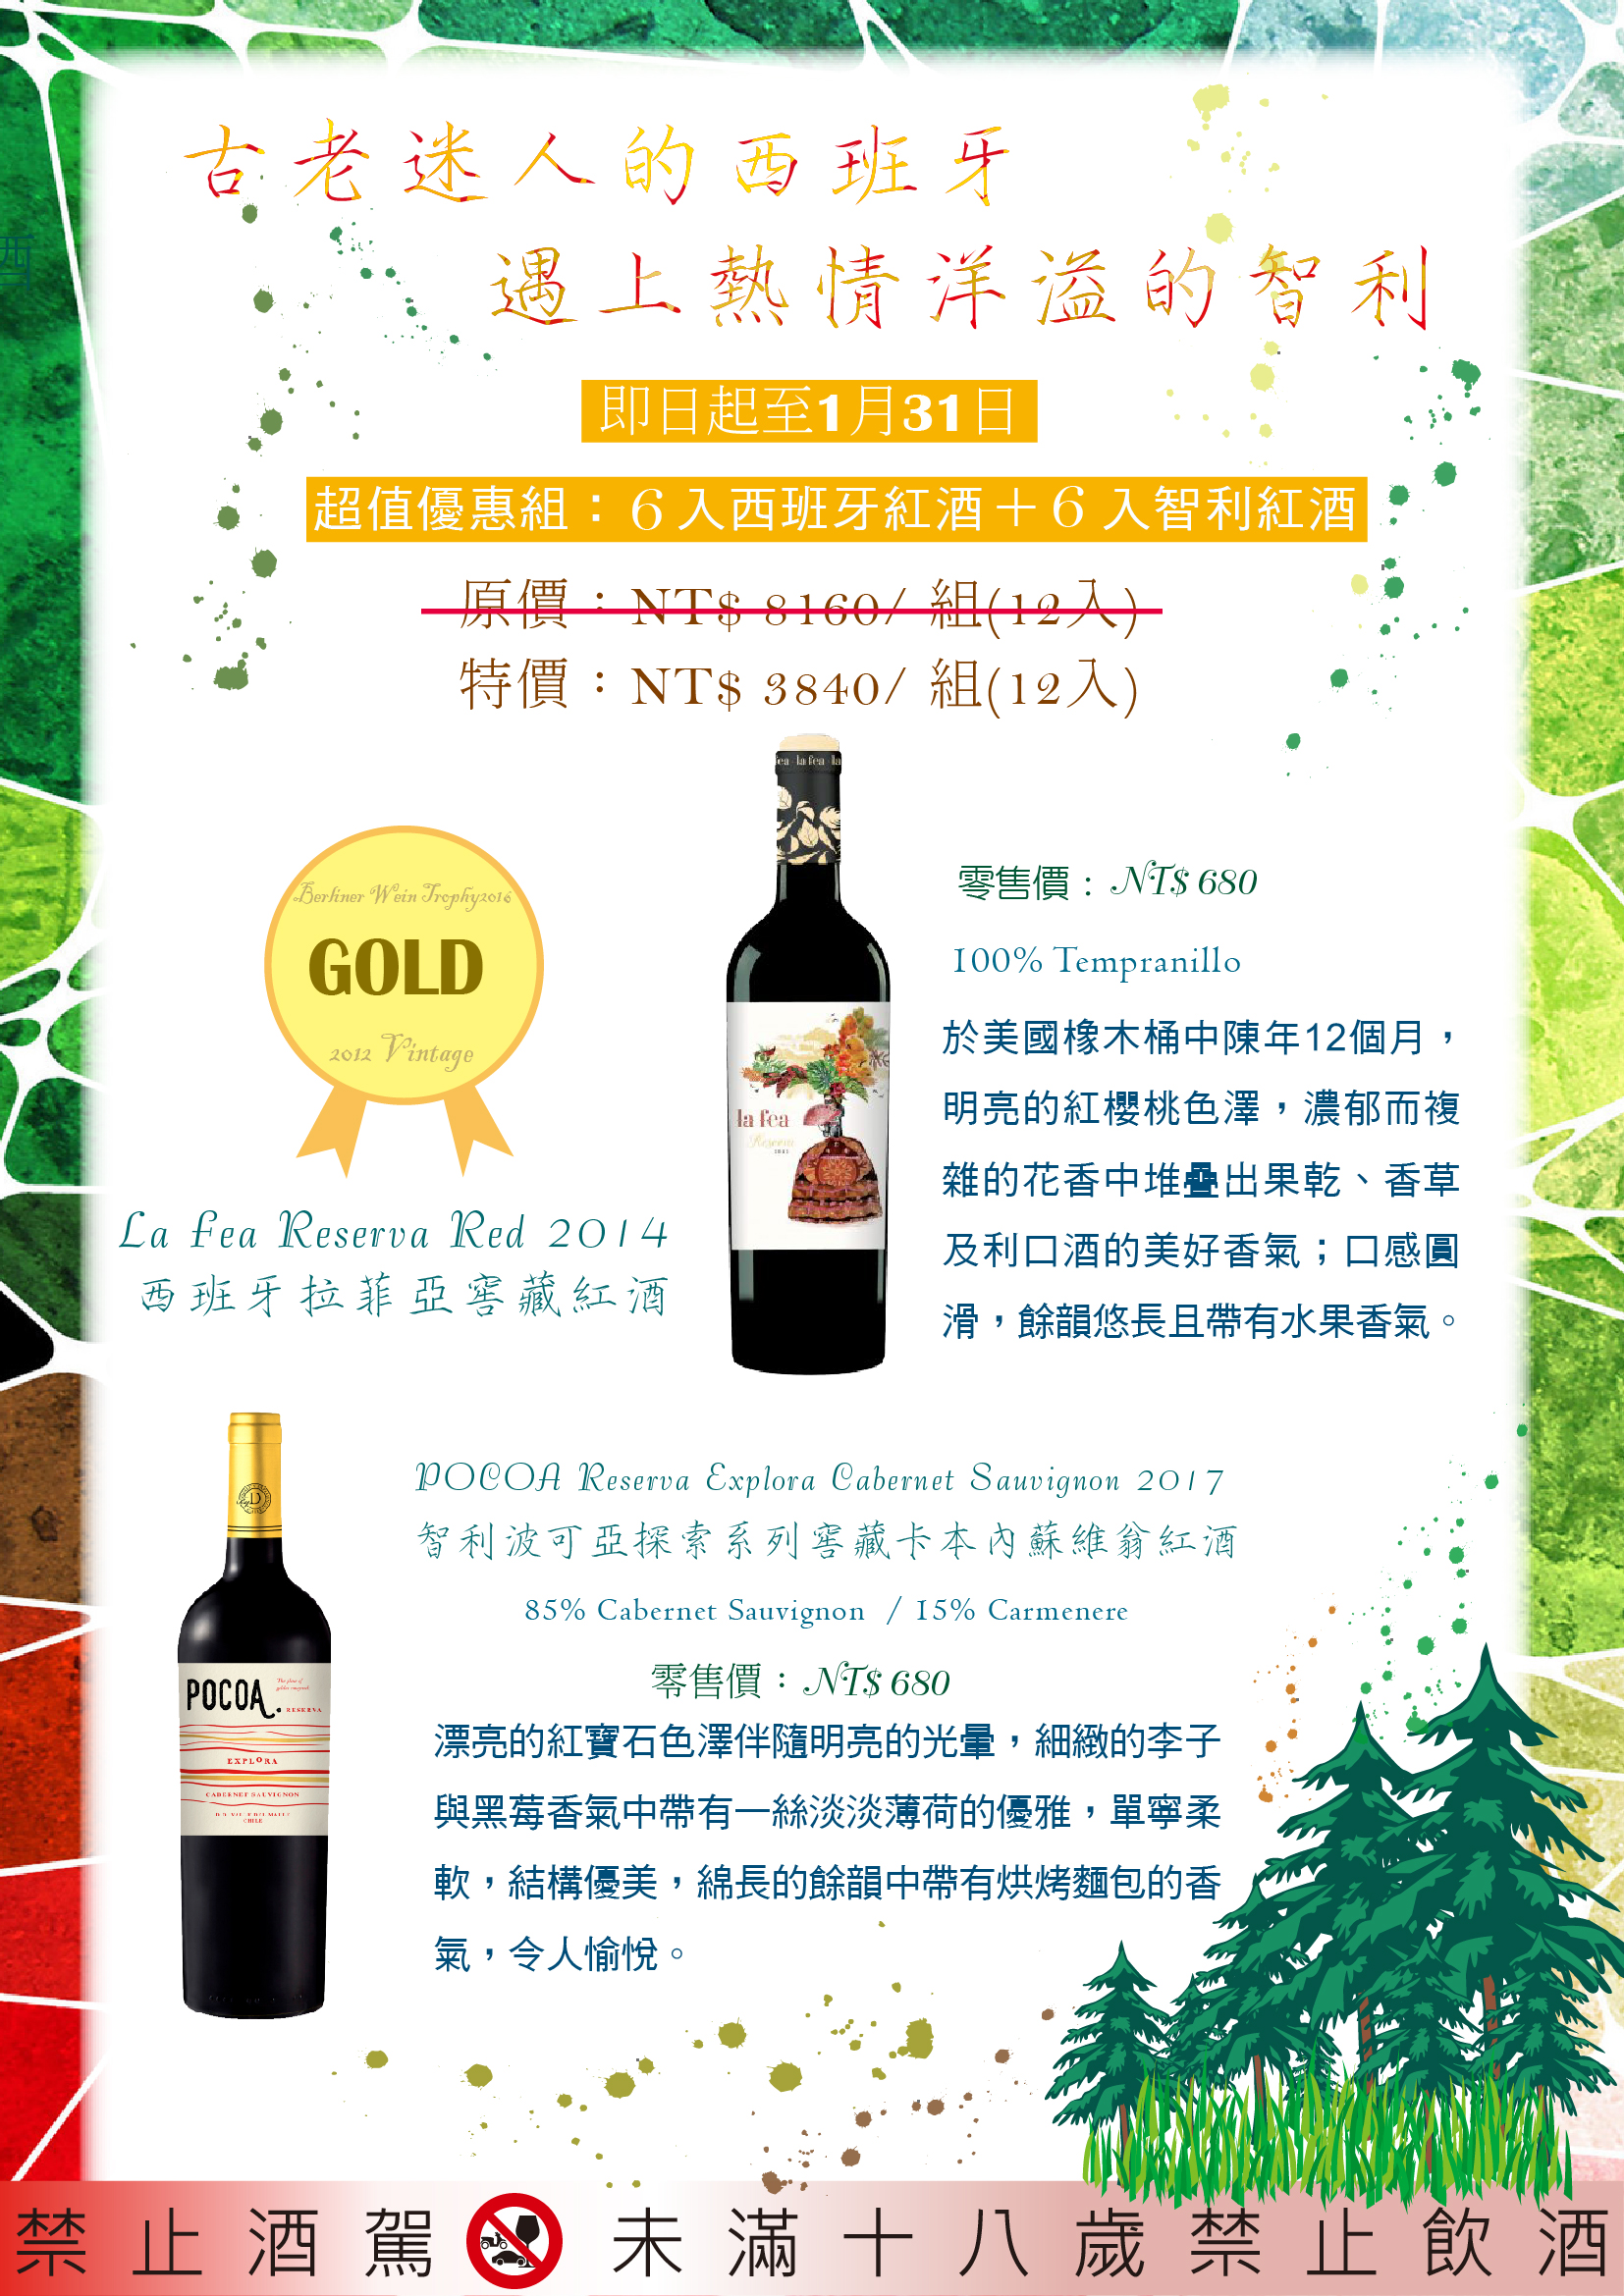 古老迷人的西班牙
遇上熱情洋溢的智利
酒
即日起至1月31日
超值優惠組：6入西班牙紅酒＋6入智利紅酒
原價：NT$ 8160/ 組(12入)
特價：NT$ 3840/ 組(12入)
fea la fea la
Berliner Wein Trophy2016
GOLD
2012 Vintage
La Fea Reserva Red 2014
西班牙拉菲亞窖藏紅酒
la fea
Reserva
零售價：NT$ 680
100% Tempranillo
於美國橡木桶中陳年12個月，
明亮的紅櫻桃色澤，濃郁而複
雜的花香中堆疊出果乾、香草
及利口酒的美好香氣；口感圓
滑，餘韻悠長且帶有水果香氣。
POCOA.
RESERVA
EXPLORA
CABERNET SAUVIGNON
CHILE
POCOA Reserva Explora Cabernet Sauvignon 2017
智利波可亞探索系列窖藏卡本內蘇維翁紅酒
85% Cabernet Sauvignon / 15% Carmenere
零售價：NT$ 680
漂亮的紅寶石色澤伴隨明亮的光暈，細緻的李子
與黑莓香氣中帶有一絲淡淡薄荷的優雅，單寧柔
軟，結構優美，綿長的餘韻中帶有烘烤麵包的香
氣，令人愉悅。
禁止酒駕 未滿十八歲禁止飲酒